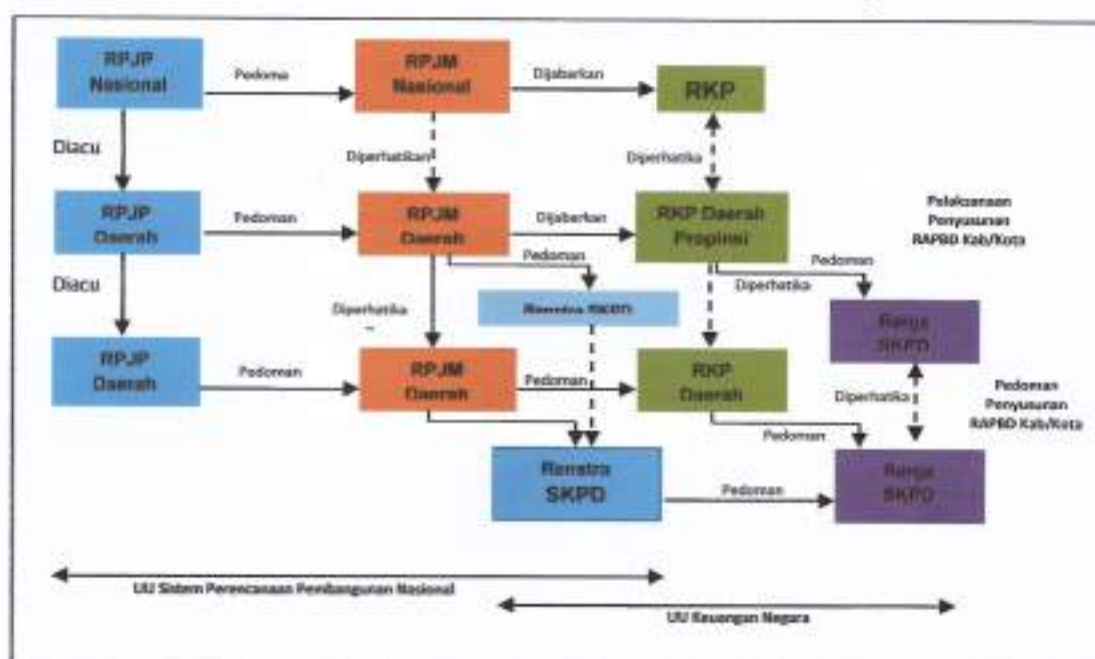 RPJP
Nasional
Pedoma
RPJM
Nasional
Dijabarkan
RKP
Diacu
Diperhatikan
Diperhatika
RPJP
Daerah
Pedoman
RPJM
Daerah
Dijabarkan
RKP Daerah
Propinsi
Pelaksanaan
Penyusunan
RAPBD Kab/Kota
Pedoman
Pedoman
Diacu
Diperhatika
Renstra SKPD
Diperhatika
Renja
SKPD
RPJP
Daerah
Pedoman
RPJM
Daerah
Pedoman
RKP
Daerah
Diperhatika
Pedoman
Penyusunan
RAPBD Kab/Kota
Pedoman
Renstra
SKPD
Pedoman
Renja
SKPD
UU Sistem Perencanaan Pembangunan Nasional
UU Keuangan Negara